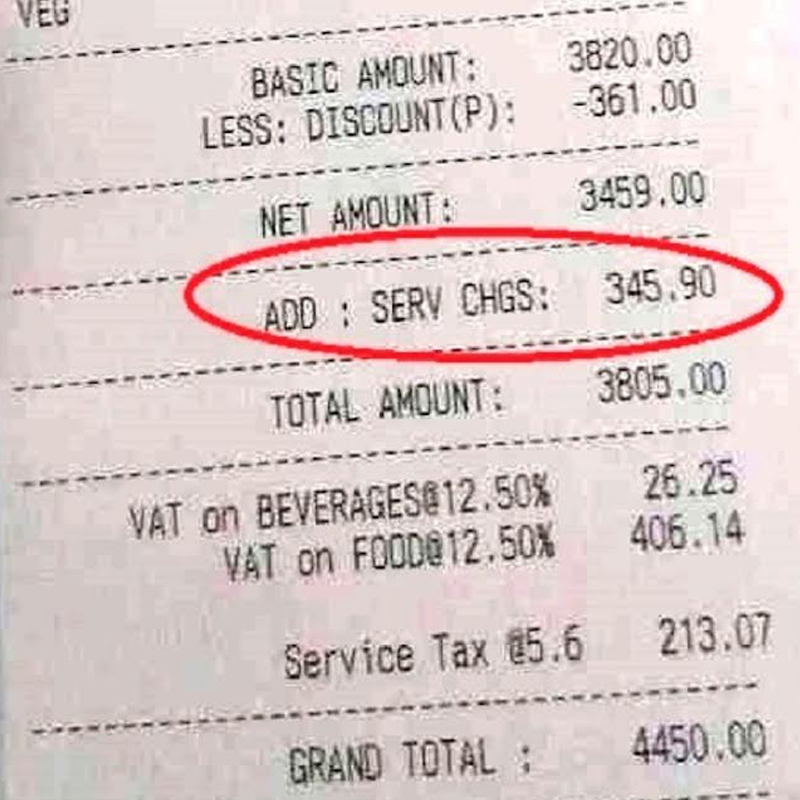 VEG
BASIC AMOUNT: 3820.00
LESS: DISCOUNT(P): -361.00
NET AMOUNT: 3459.00
ADD : SERV CHGS: 345.90
TOTAL AMOUNT: 3805.00
VAT on BEVERAGES@12.50% 26.25
VAT on FOOD@12.50% 406.14
Service Tax @5.6 213.07
GRAND TOTAL : 4450.00